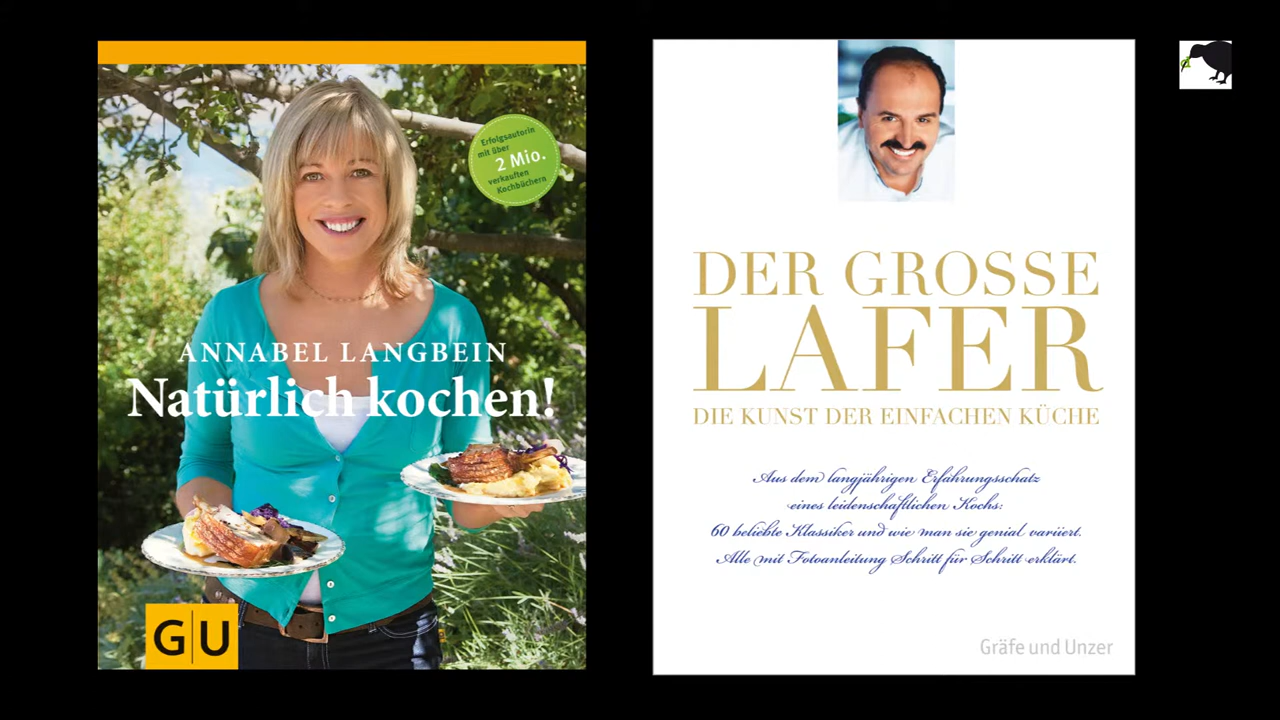 Erfolgsautorin
mit über
2 Mio.
verkauften
Kochbüchern
ANNABEL LANGBEIN
Natürlich kochen!
G|U
DER GROSSE
LAFER
DIE KUNST DER EINFACHEN KÜCHE
Aus dem langjährigen Erfahrungsschatz
eines leidenschaftlichen Kochs:
60 beliebte Klassiker und wie man sie genial variiert.
Alle mit Fotoanleitung Schritt für Schritt erklärt.
Gräfe und Unzer